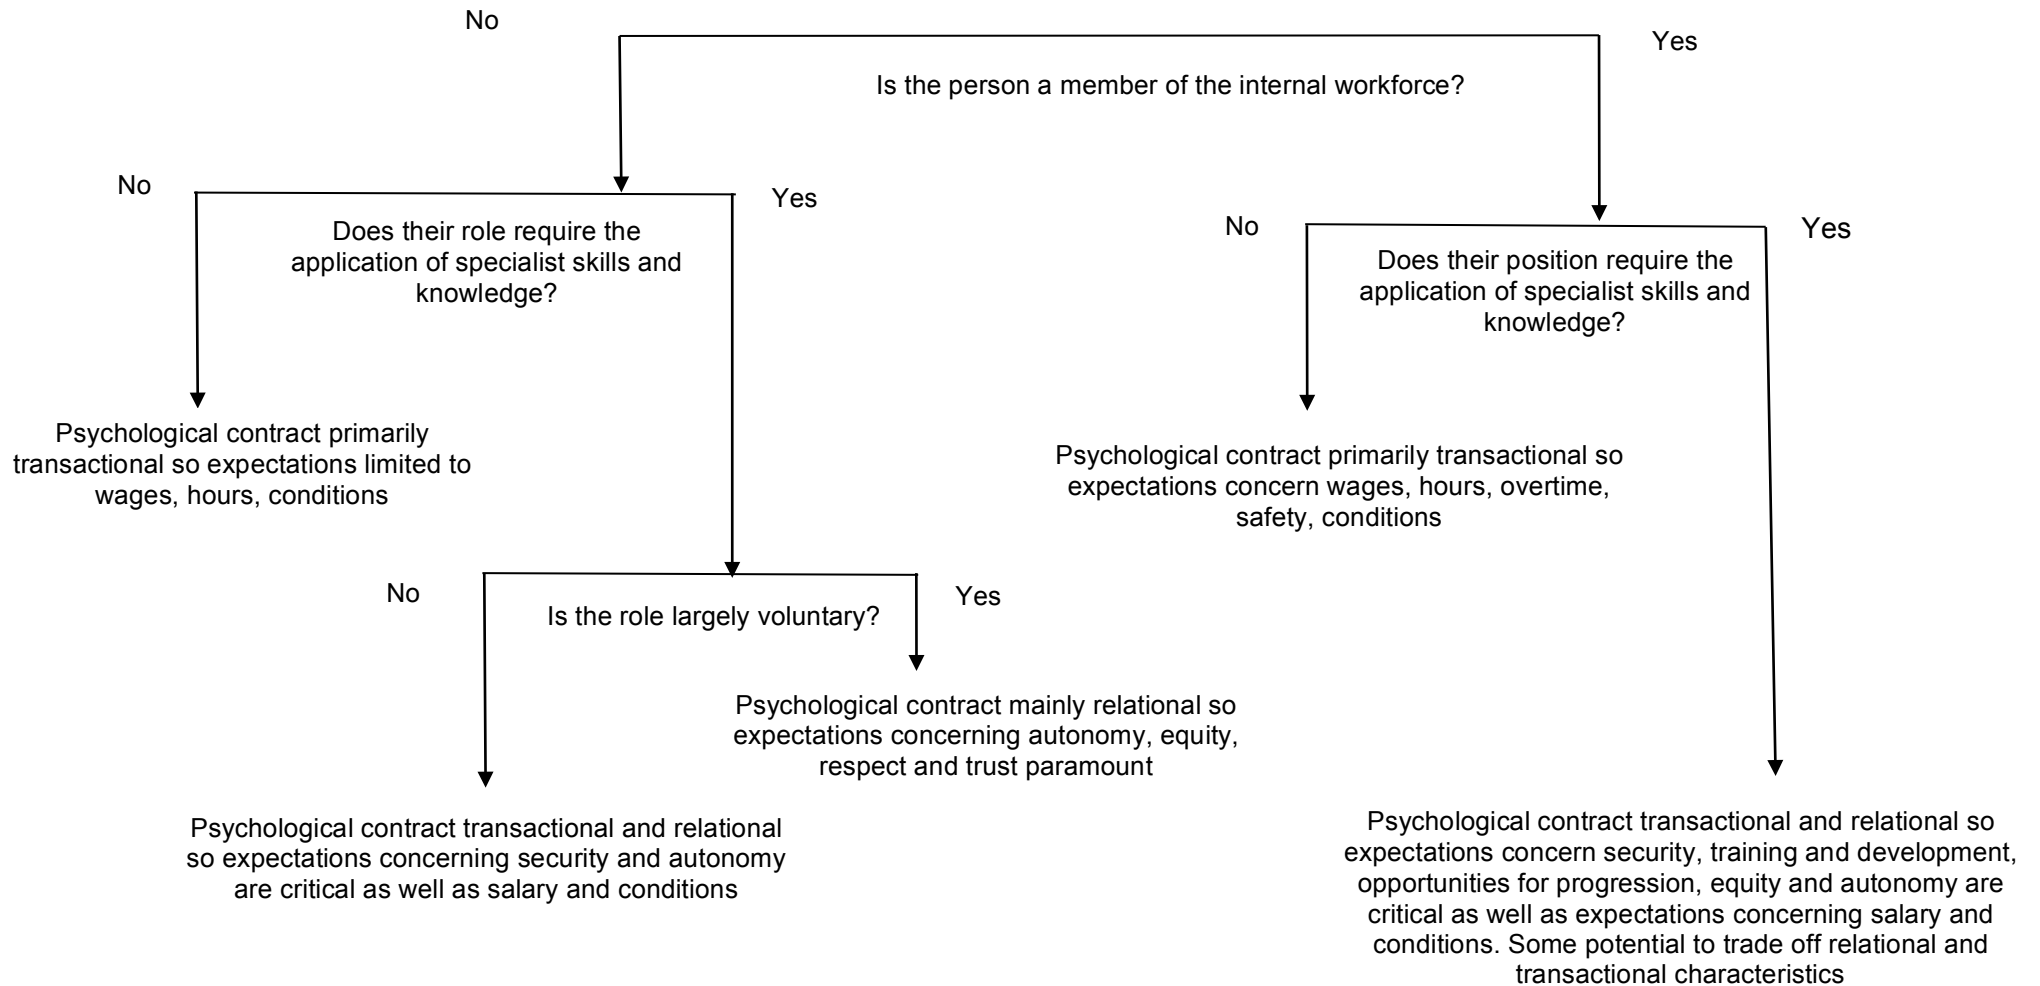 No
Yes
Is the person a member of the internal workforce?
No
Yes
Does their role require the
application of specialist skills and
knowledge?
No
Yes
Does their position require the
application of specialist skills and
knowledge?
Psychological contract primarily
transactional so expectations limited to
wages, hours, conditions
Psychological contract primarily transactional so
expectations concern wages, hours, overtime,
safety, conditions
No
Yes
Is the role largely voluntary?
Psychological contract mainly relational so
expectations concerning autonomy, equity,
respect and trust paramount
Psychological contract transactional and relational
so expectations concerning security and autonomy
are critical as well as salary and conditions
Psychological contract transactional and relational so
expectations concern security, training and development,
opportunities for progression, equity and autonomy are
critical as well as expectations concerning salary and
conditions. Some potential to trade off relational and
transactional characteristics